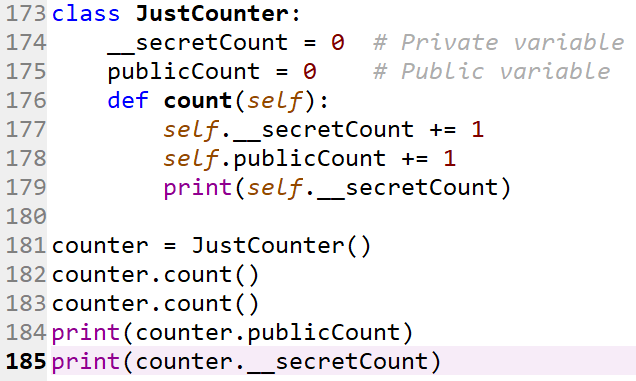 173 class JustCounter:
174     __secretCount = 0  # Private variable
175     publicCount = 0    # Public variable
176     def count(self):
177         self.__secretCount += 1
178         self.publicCount += 1
179         print(self.__secretCount)
180
181 counter = JustCounter()
182 counter.count()
183 counter.count()
184 print(counter.publicCount)
185 print(counter.__secretCount)